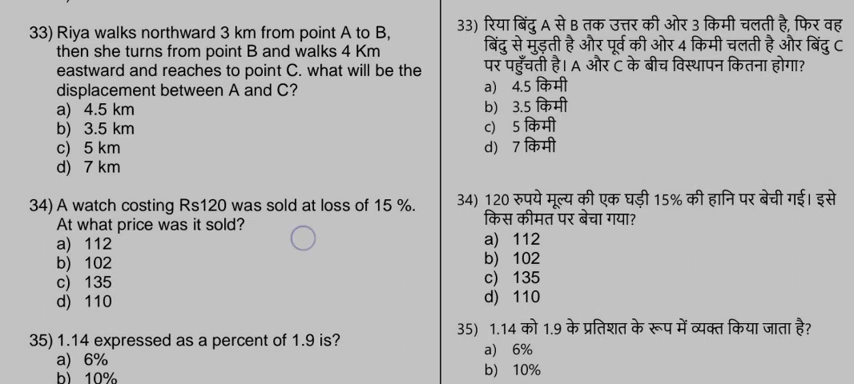 33) Riya walks northward 3 km from point A to B,
then she turns from point B and walks 4 Km
eastward and reaches to point C. what will be the
displacement between A and C?
a) 4.5 km
b) 3.5 km
c) 5 km
d) 7 km
34) A watch costing Rs120 was sold at loss of 15 %.
At what price was it sold?
a) 112
b) 102
c) 135
d) 110
35) 1.14 expressed as a percent of 1.9 is?
a) 6%
b) 10%
33) रिया बिंदु A से B तक उत्तर की ओर 3 किमी चलती है, फिर वह
बिंदु से मुड़ती है और पूर्व की ओर 4 किमी चलती है और बिंदु C
पर पहुँचती है। A और C के बीच विस्थापन कितना होगा?
a) 4.5 किमी
b) 3.5 किमी
c) 5 किमी
d) 7 किमी
34) 120 रुपये मूल्य की एक घड़ी 15% की हानि पर बेची गई। इसे
किस कीमत पर बेचा गया?
a) 112
b) 102
c) 135
d) 110
35) 1.14 को 1.9 के प्रतिशत के रूप में व्यक्त किया जाता है?
a) 6%
b) 10%